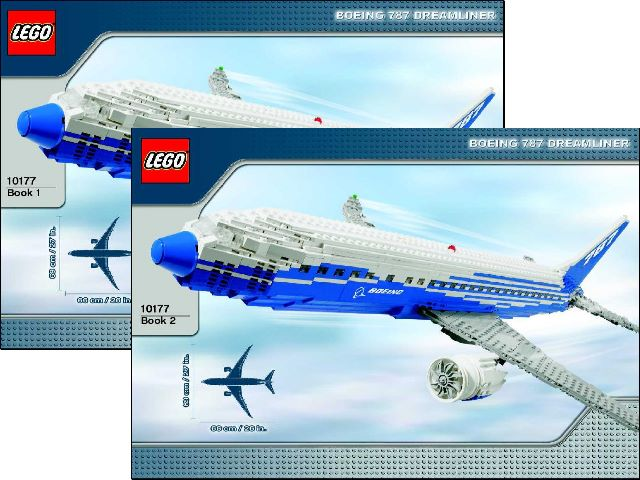 BOEING 787 DREAMLINER
LEGO
10177
Book 1
66 cm / 26 in.
BOEING 787 DREAMLINER
LEGO
787
BOEING
10177
Book 2
66 cm / 26 in.